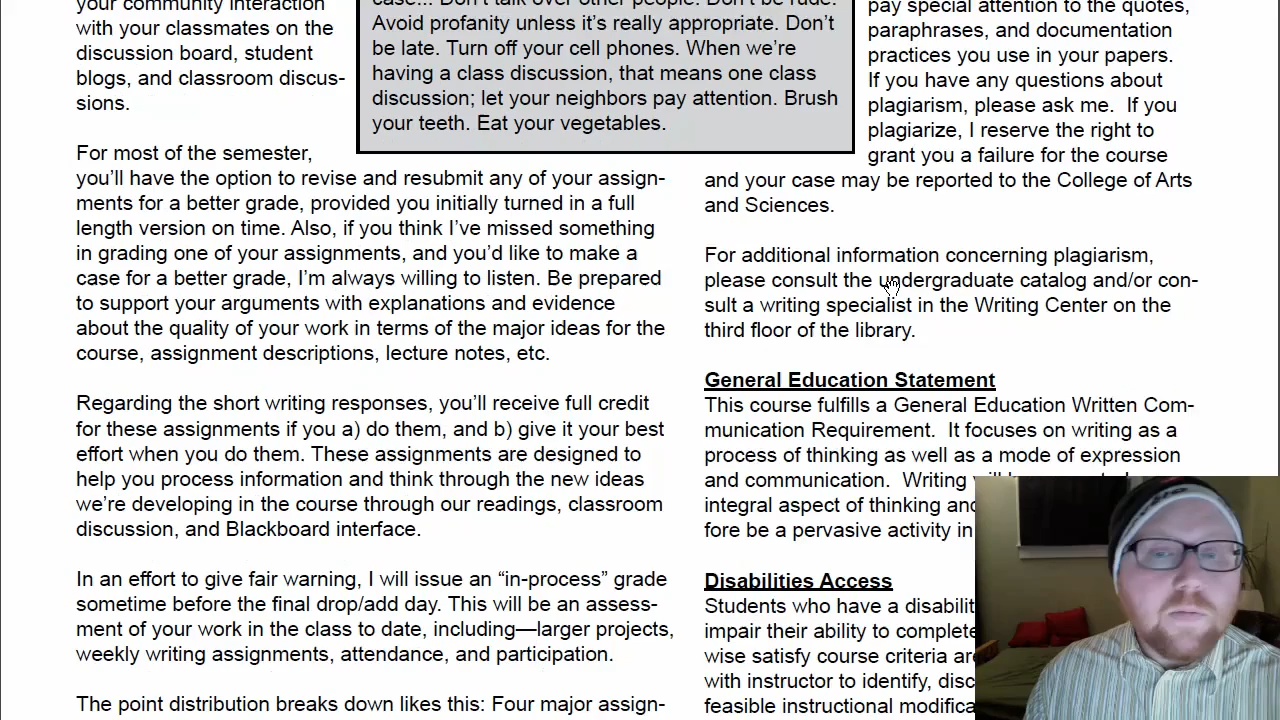 your community interaction
with your classmates on the
discussion board, student
blogs, and classroom discus-
sions.
For most of the semester,
you'll have the option to revise and resubmit any of your assign-
ments for a better grade, provided you initially turned in a full
length version on time. Also, if you think I've missed something
in grading one of your assignments, and you'd like to make a
case for a better grade, I'm always willing to listen. Be prepared
to support your arguments with explanations and evidence
about the quality of your work in terms of the major ideas for the
course, assignment descriptions, lecture notes, etc.
Regarding the short writing responses, you'll receive full credit
for these assignments if you a) do them, and b) give it your best
effort when you do them. These assignments are designed to
help you process information and think through the new ideas
we're developing in the course through our readings, classroom
discussion, and Blackboard interface.
In an effort to give fair warning, I will issue an “in-process” grade
sometime before the final drop/add day. This will be an assess-
ment of your work in the class to date, including—larger projects,
weekly writing assignments, attendance, and participation.
The point distribution breaks down likes this: Four major assign-
case... Don't talk over other people. Don't be rude.
Avoid profanity unless it's really appropriate. Don't
be late. Turn off your cell phones. When we're
having a class discussion, that means one class
discussion; let your neighbors pay attention. Brush
your teeth. Eat your vegetables.
pay special attention to the quotes,
paraphrases, and documentation
practices you use in your papers.
If you have any questions about
plagiarism, please ask me.  If you
plagiarize, I reserve the right to
grant you a failure for the course
and your case may be reported to the College of Arts
and Sciences.
For additional information concerning plagiarism,
please consult the undergraduate catalog and/or con-
sult a writing specialist in the Writing Center on the
third floor of the library.
General Education Statement
This course fulfills a General Education Written Com-
munication Requirement.  It focuses on writing as a
process of thinking as well as a mode of expression
and communication.  Writing
integral aspect of thinking and
fore be a pervasive activity in
Disabilities Access
Students who have a disabilit
impair their ability to complete
wise satisfy course criteria are
with instructor to identify, disc
feasible instructional modifica